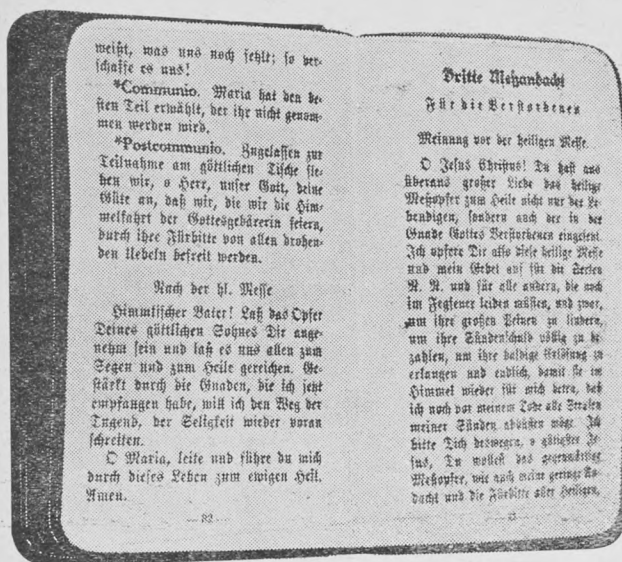 weißt, was uns noch fehlt; so ver-
schaffe es uns!
*Communio. Maria hat den be-
sten Teil erwählt, der ihr nicht genom-
men werden wird.
*Postcommunio. Zugelassen zur
Teilnahme am göttlichen Tische fle-
hen wir, o Herr, unser Gott, deine
Güte an, daß wir, die wir die Him-
melfahrt der Gottesgebärerin feiern,
durch ihre Fürbitte von allen drohen-
den Uebeln befreit werden.
Nach der hl. Messe
Himmlischer Vater! Laß das Opfer
Deines göttlichen Sohnes Dir ange-
nehm sein und laß es uns allen zum
Segen und zum Heile gereichen. Ge-
stärkt durch die Gnaden, die ich jetzt
empfangen habe, will ich den Weg der
Tugend, der Seligkeit wieder voran
schreiten.
O Maria, leite und führe du mich
durch dieses Leben zum ewigen Heil.
Amen.
— 82 —
Dritte Meßandacht
Für die Verstorbenen
Meinung vor der heiligen Messe.
O Jesus Christus! Du hast aus
überaus großer Liebe das heilige
Meßopfer zum Heile nicht nur der Le-
bendigen, sondern auch der in der
Gnade Gottes Verstorbenen eingesetzt.
Ich opfere Dir also diese heilige Messe
und mein Gebet auf für die Seelen
N. N. und für alle andern, die noch
im Fegfeuer leiden müssen, und zwar,
um ihre großen Peinen zu lindern,
um ihre Sündenschuld völlig zu be-
zahlen, um ihre baldige Erlösung zu
erlangen und endlich, damit sie im
Himmel wieder für mich beten, daß
ich noch vor meinem Tode alle Strafen
meiner Sünden abbüßen möge. Ich
bitte Dich deswegen, o gütigster Je-
sus, Du wollest das gegenwärtige
Meßopfer, wie auch meine geringe An-
dacht und die Fürbitte aller Heiligen,